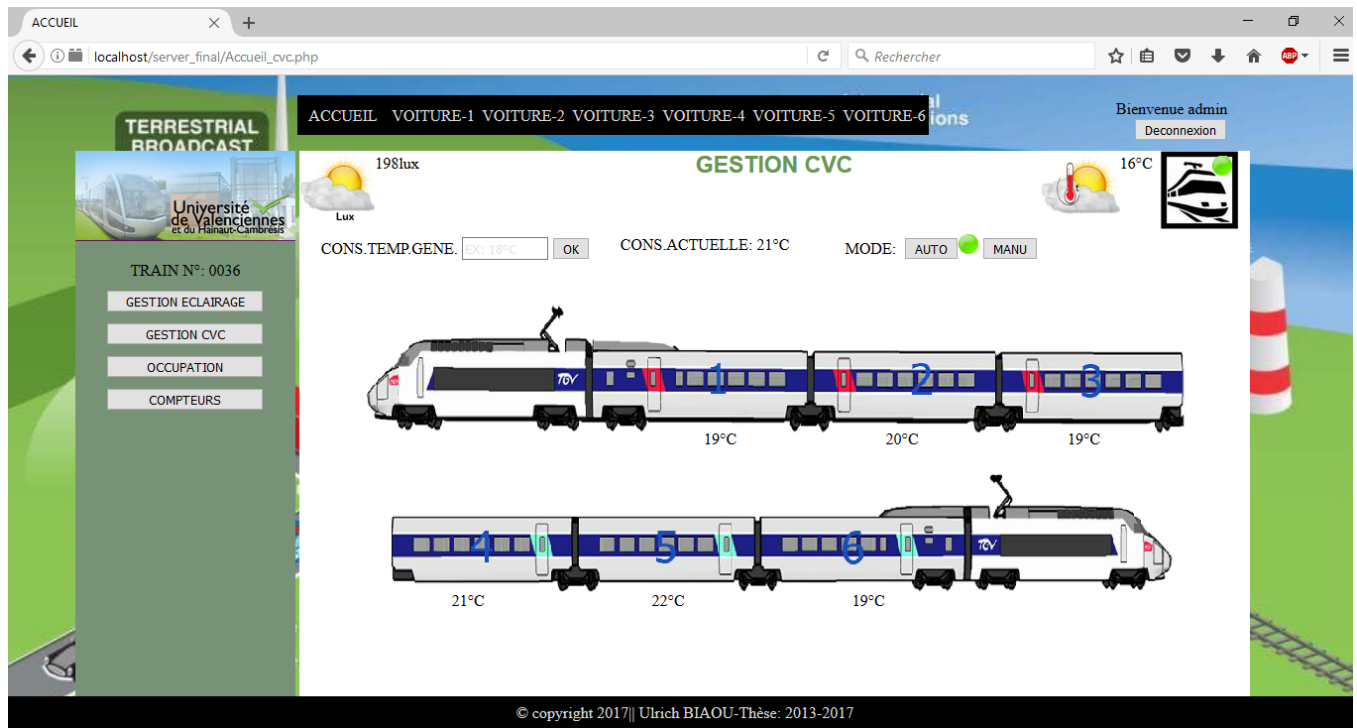 ACCUEIL
localhost/server_final/Accueil_cvc.php
Rechercher
ABP
ACCUEIL VOITURE-1 VOITURE-2 VOITURE-3 VOITURE-4 VOITURE-5 VOITURE-6
Bienvenue admin
Deconnexion
TERRESTRIAL
BROADCAST
ions
Université
de Valenciennes
et du Hainaut-Cambrésis
198lux
Lux
GESTION CVC
16°C
CONS.TEMP.GENE. EX: 18°C OK CONS.ACTUELLE: 21°C MODE: AUTO MANU
TRAIN N°: 0036
GESTION ECLAIRAGE
GESTION CVC
OCCUPATION
COMPTEURS
TGV
1 2 3
19°C 20°C 19°C
4 5 6
TGV
21°C 22°C 19°C
© copyright 2017|| Ulrich BIAOU-Thèse: 2013-2017